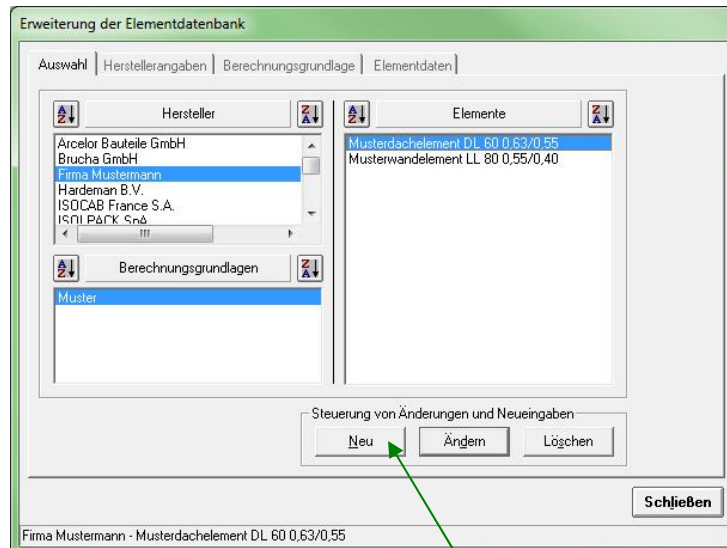 Erweiterung der Elementdatenbank
Auswahl Herstellerangaben Berechnungsgrundlage Elementdaten
Hersteller
Arcelor Bauteile GmbH
Brucha GmbH
Firma Mustermann
Hardeman B.V.
ISOCAB France S.A.
ISOLPACK SpA
Berechnungsgrundlagen
Muster
Elemente
Musterdachelement DL 60 0,63/0,55
Musterwandelement LL 80 0,55/0,40
Steuerung von Änderungen und Neueingaben
Neu Ändern Löschen
Schließen
Firma Mustermann - Musterdachelement DL 60 0,63/0,55